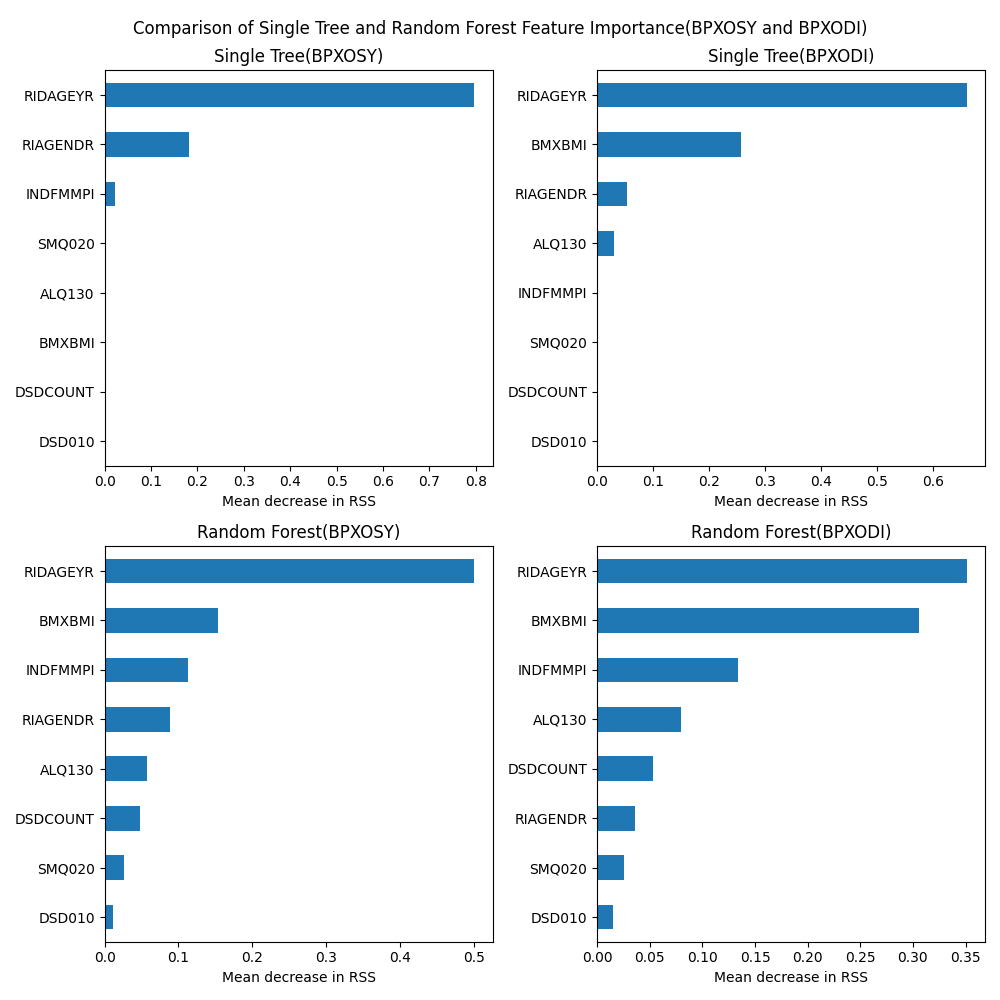 Comparison of Single Tree and Random Forest Feature Importance(BPXOSY and BPXODI)
Single Tree(BPXOSY)
RIDAGEYR
RIAGENDR
INDFMMPI
SMQ020
ALQ130
BMXBMI
DSDCOUNT
DSD010
0.0 0.1 0.2 0.3 0.4 0.5 0.6 0.7 0.8
Mean decrease in RSS
Single Tree(BPXODI)
RIDAGEYR
BMXBMI
RIAGENDR
ALQ130
INDFMMPI
SMQ020
DSDCOUNT
DSD010
0.0 0.1 0.2 0.3 0.4 0.5 0.6
Mean decrease in RSS
Random Forest(BPXOSY)
RIDAGEYR
BMXBMI
INDFMMPI
RIAGENDR
ALQ130
DSDCOUNT
SMQ020
DSD010
0.0 0.1 0.2 0.3 0.4 0.5
Mean decrease in RSS
Random Forest(BPXODI)
RIDAGEYR
BMXBMI
INDFMMPI
ALQ130
DSDCOUNT
RIAGENDR
SMQ020
DSD010
0.00 0.05 0.10 0.15 0.20 0.25 0.30 0.35
Mean decrease in RSS